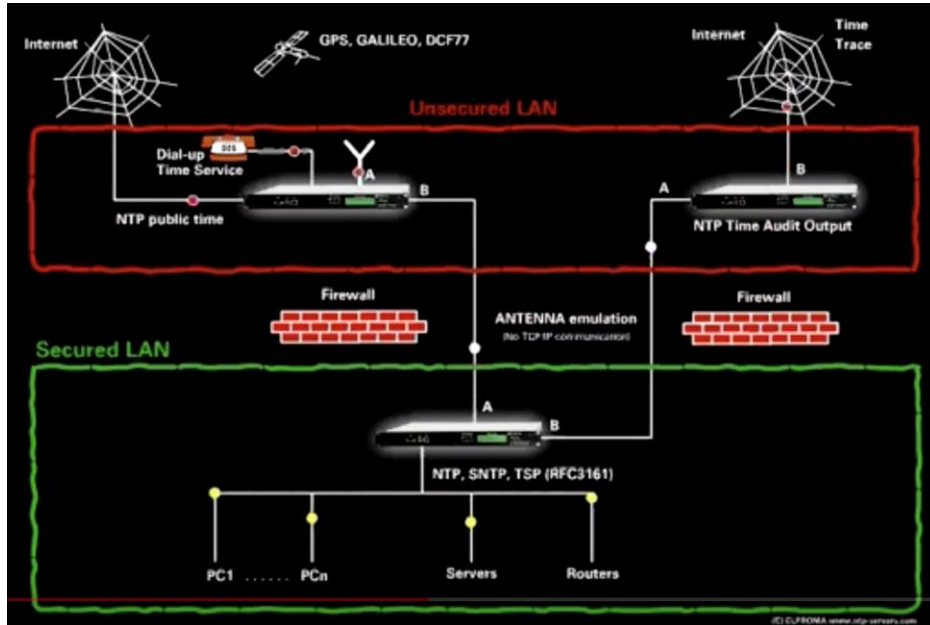 Internet
GPS, GALILEO, DCF77
Internet
Time
Trace
Unsecured LAN
Dial-up
Time Service
A
B
A
B
NTP public time
NTP Time Audit Output
Firewall
Firewall
ANTENNA emulation
(No TCP IP communication)
Secured LAN
A
B
NTP, SNTP, TSP (RFC3161)
PC1 ...... PCn
Servers
Routers
(C) ELPROMA www.ntp-servers.com